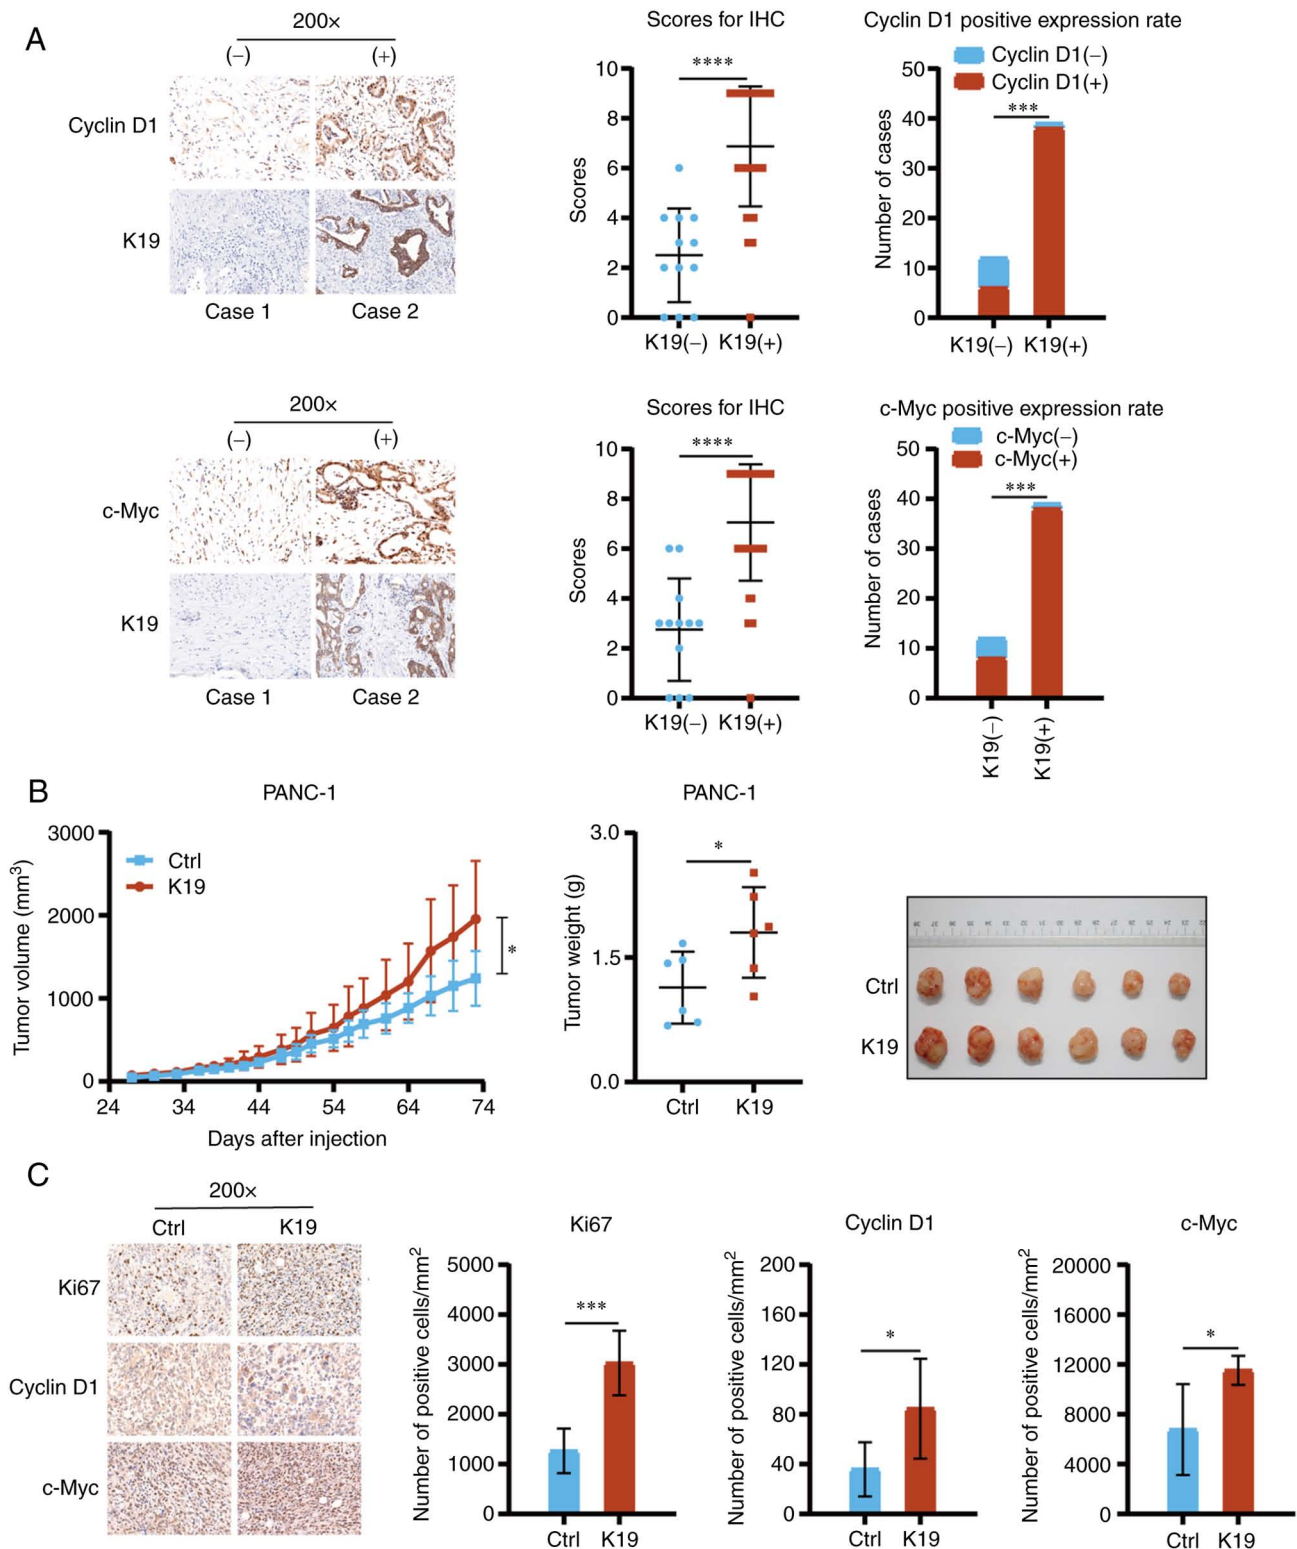 A
200×
(−) (+)
Cyclin D1
K19
Case 1 Case 2
Scores for IHC
****
Scores
10
8
6
4
2
0
K19(−) K19(+)
Cyclin D1 positive expression rate
Cyclin D1(−)
Cyclin D1(+)
***
Number of cases
50
40
30
20
10
0
K19(−) K19(+)
200×
(−) (+)
c-Myc
K19
Case 1 Case 2
Scores for IHC
****
Scores
10
8
6
4
2
0
K19(−) K19(+)
c-Myc positive expression rate
c-Myc(−)
c-Myc(+)
***
Number of cases
50
40
30
20
10
0
K19(−)
K19(+)
B
PANC-1
Ctrl
K19
*
Tumor volume (mm³)
3000
2000
1000
0
24 34 44 54 64 74
Days after injection
PANC-1
*
Tumor weight (g)
3.0
1.5
0.0
Ctrl K19
Ctrl
K19
C
200×
Ctrl K19
Ki67
Cyclin D1
c-Myc
Ki67
***
Number of positive cells/mm²
5000
4000
3000
2000
1000
0
Ctrl K19
Cyclin D1
*
Number of positive cells/mm²
200
160
120
80
40
0
Ctrl K19
c-Myc
*
Number of positive cells/mm²
20000
16000
12000
8000
4000
0
Ctrl K19